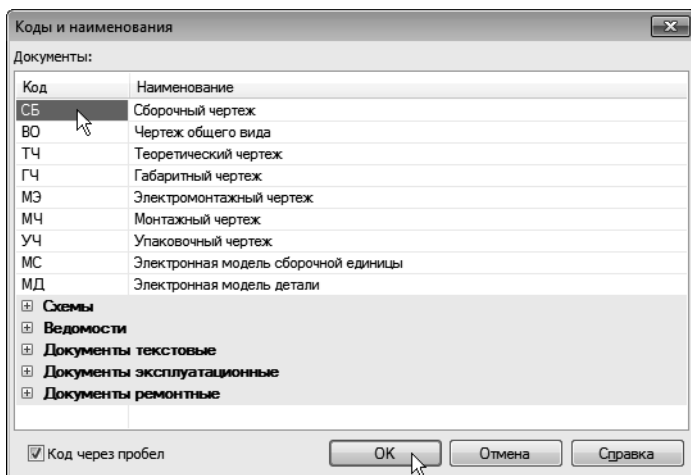 Коды и наименования
Документы:
Код Наименование
СБ Сборочный чертеж
ВО Чертеж общего вида
ТЧ Теоретический чертеж
ГЧ Габаритный чертеж
МЭ Электромонтажный чертеж
МЧ Монтажный чертеж
УЧ Упаковочный чертеж
МС Электронная модель сборочной единицы
МД Электронная модель детали
Схемы
Ведомости
Документы текстовые
Документы эксплуатационные
Документы ремонтные
Код через пробел OK Отмена Справка